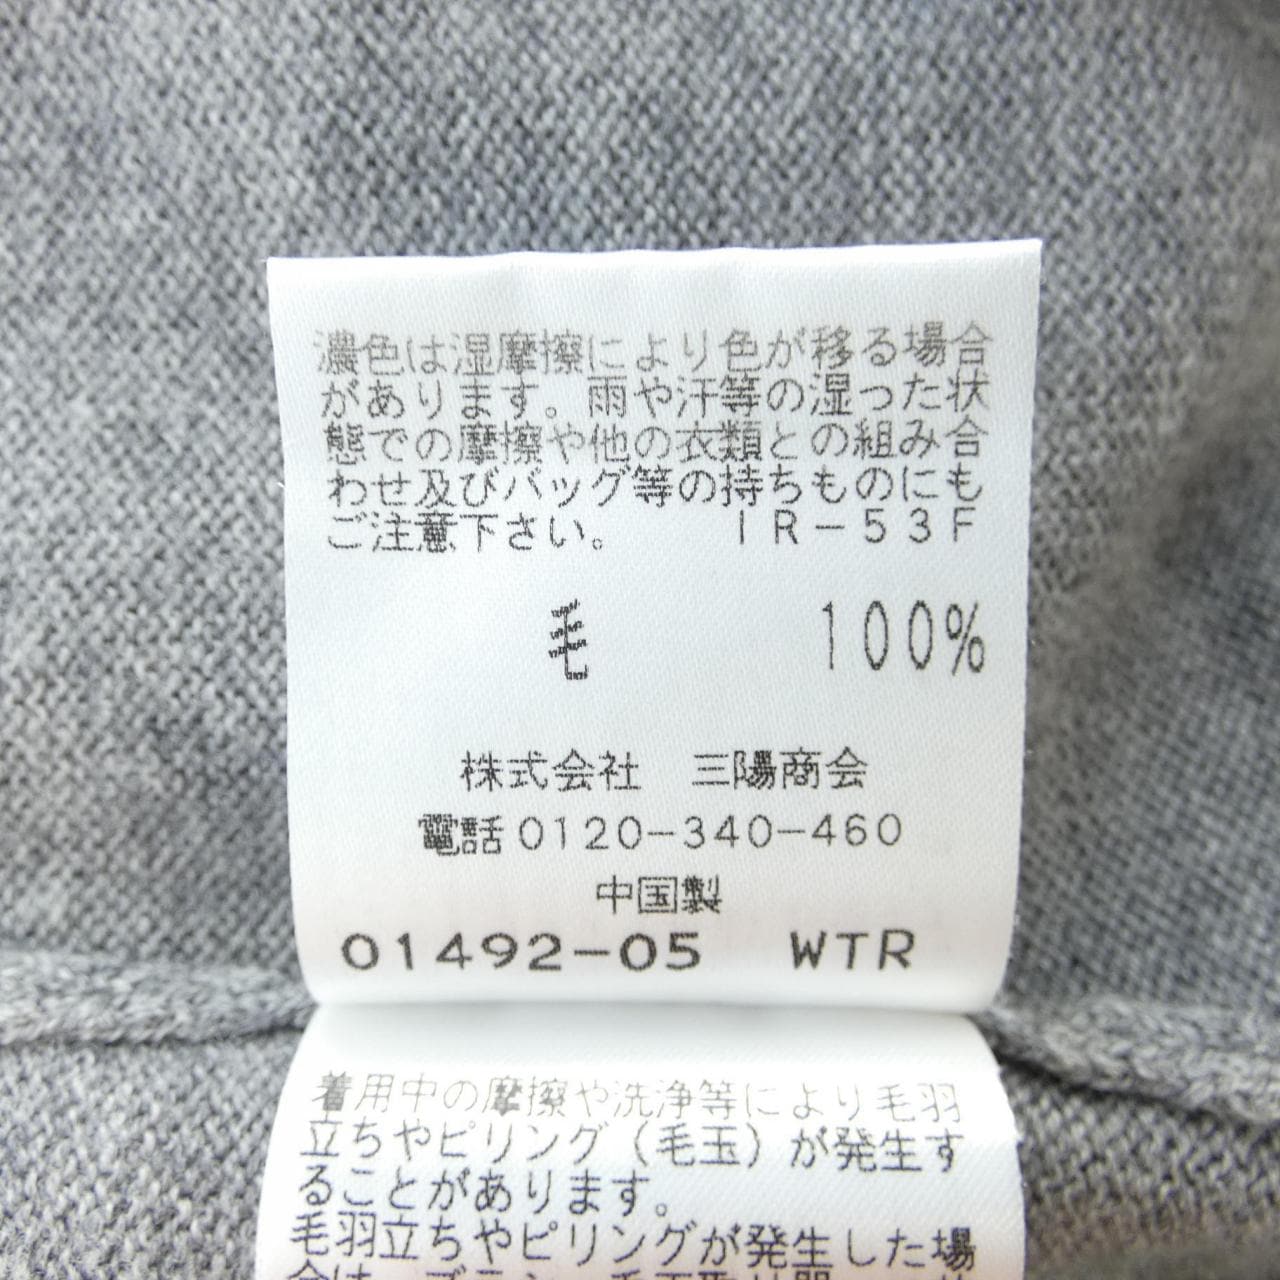 濃色は湿摩擦により色が移る場合
があります。雨や汗等の湿った状
態での摩擦や他の衣類との組み合
わせ及びバッグ等の持ちものにも
ご注意下さい。 IR-53F
毛 100%
株式会社 三陽商会
電話0120-340-460
中国製
01492-05 WTR
着用中の摩擦や洗浄等により毛羽
立ちやピリング(毛玉)が発生す
ることがあります。
毛羽立ちやピリングが発生した場